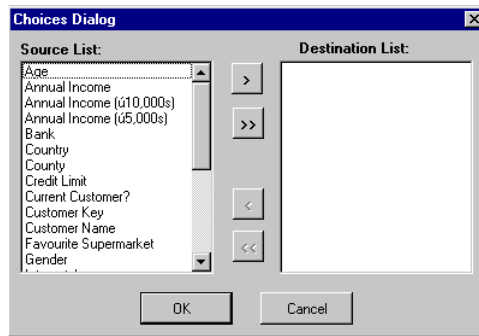 Choices Dialog
Source List:
Destination List:
Age
Annual Income
Annual Income (ú10,000s)
Annual Income (ú5,000s)
Bank
Country
County
Credit Limit
Current Customer?
Customer Key
Customer Name
Favourite Supermarket
Gender
>
>>
<
<<
OK
Cancel